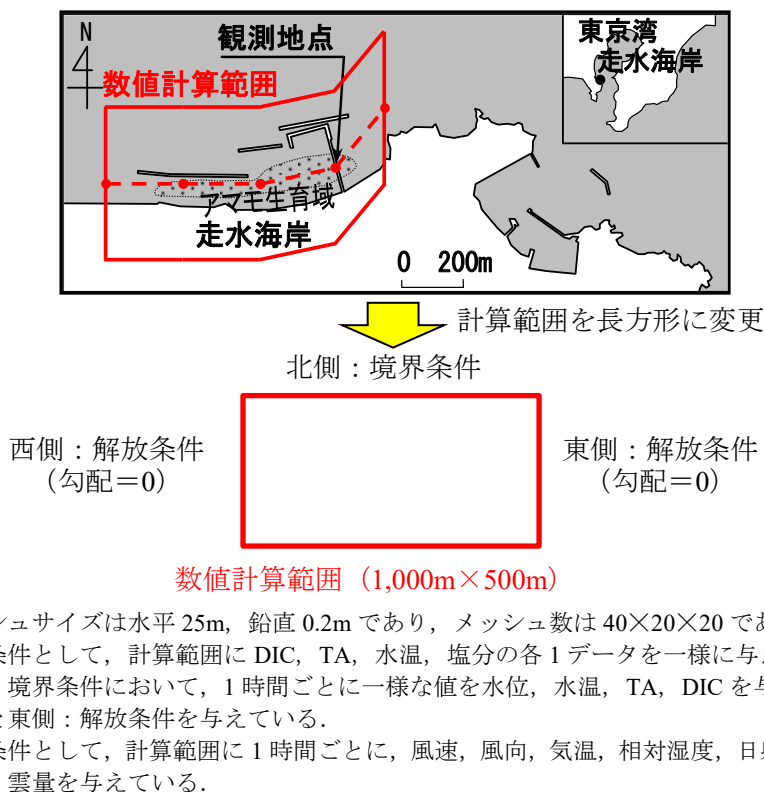 N
観測地点
数値計算範囲
東京湾
走水海岸
アマモ生育域
走水海岸
0 200m
計算範囲を長方形に変更
北側：境界条件
西側：解放条件
（勾配＝0）
東側：解放条件
（勾配＝0）
数値計算範囲（1,000m×500m）
シュサイズは水平 25m，鉛直 0.2m であり，メッシュ数は 40×20×20 であ
条件として，計算範囲に DIC，TA，水温，塩分の各 1 データを一様に与え
境界条件において，1 時間ごとに一様な値を水位，水温，TA，DIC を与
と東側：解放条件を与えている．
条件として，計算範囲に 1 時間ごとに，風速，風向，気温，相対湿度，日
雲量を与えている．